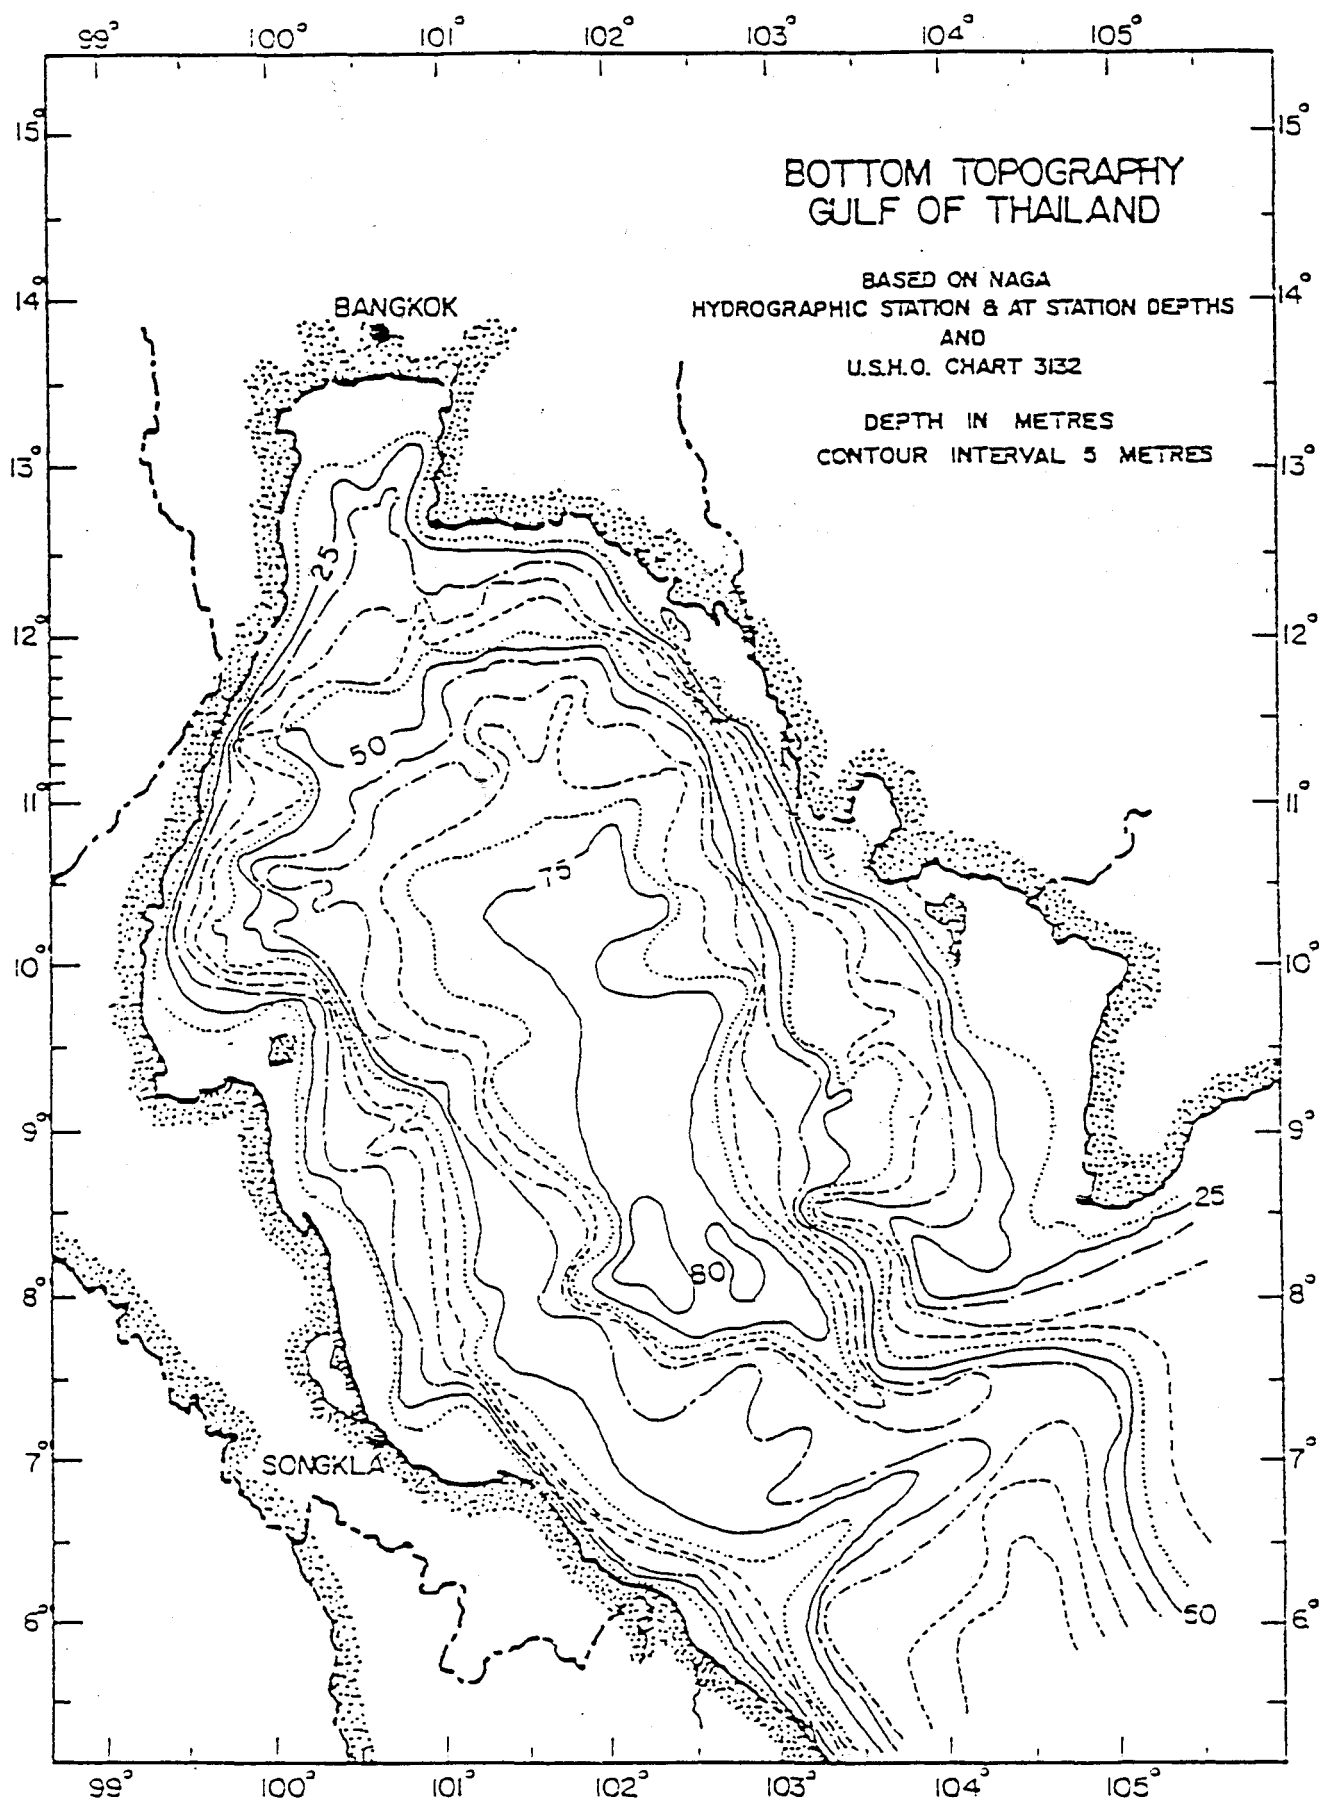 99° 100° 101° 102° 103° 104° 105°
15° 15°
BOTTOM TOPOGRAPHY
GULF OF THAILAND
BASED ON NAGA
14° 14°
BANGKOK
HYDROGRAPHIC STATION & AT STATION DEPTHS
AND
U.S.H.O. CHART 3132
DEPTH IN METRES
CONTOUR INTERVAL 5 METRES
13° 13°
25
12° 12°
50
11° 11°
75
10° 10°
9° 9°
25
80
8° 8°
7° 7°
SONGKLA
50
6° 6°
99° 100° 101° 102° 103° 104° 105°